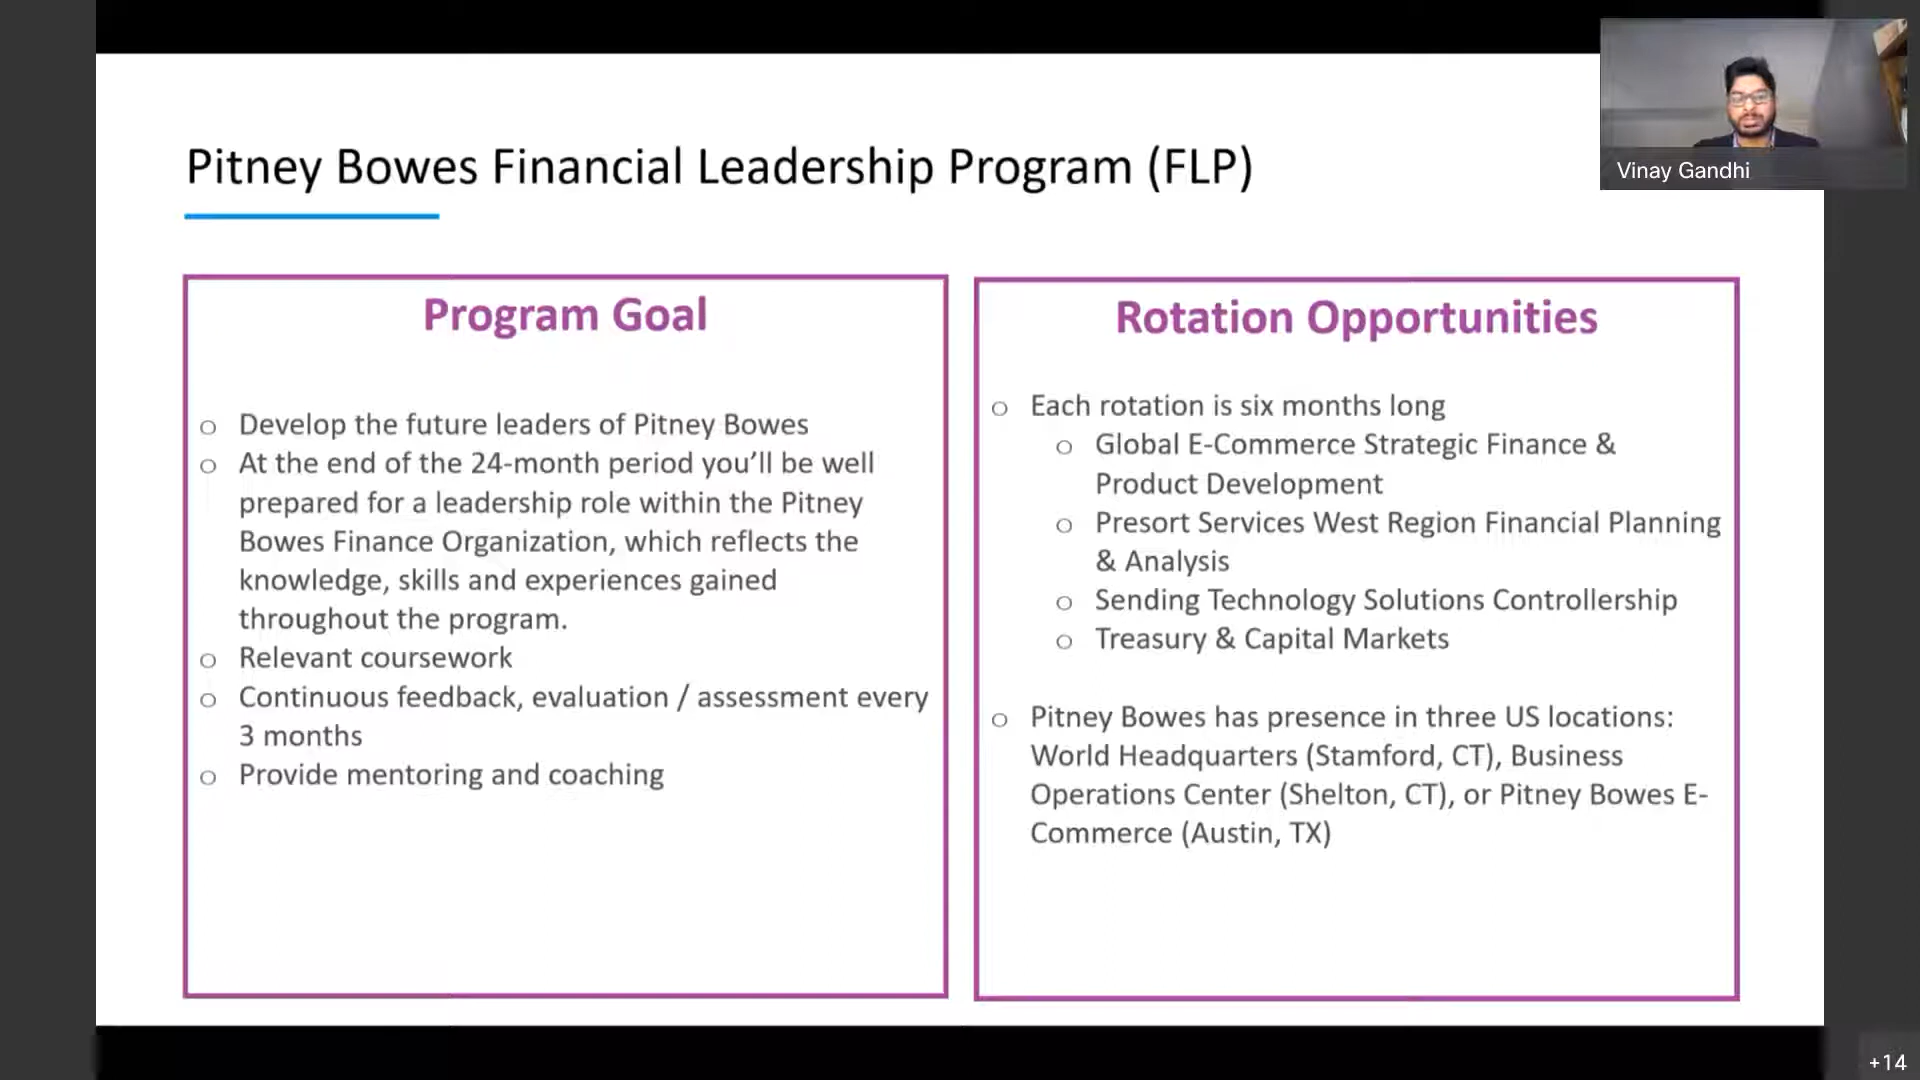 Vinay Gandhi
Pitney Bowes Financial Leadership Program (FLP)
Program Goal
o Develop the future leaders of Pitney Bowes
o At the end of the 24-month period you’ll be well
prepared for a leadership role within the Pitney
Bowes Finance Organization, which reflects the
knowledge, skills and experiences gained
throughout the program.
o Relevant coursework
o Continuous feedback, evaluation / assessment every
3 months
o Provide mentoring and coaching
Rotation Opportunities
o Each rotation is six months long
o Global E-Commerce Strategic Finance &
Product Development
o Presort Services West Region Financial Planning
& Analysis
o Sending Technology Solutions Controllership
o Treasury & Capital Markets
o Pitney Bowes has presence in three US locations:
World Headquarters (Stamford, CT), Business
Operations Center (Shelton, CT), or Pitney Bowes E-
Commerce (Austin, TX)
+14